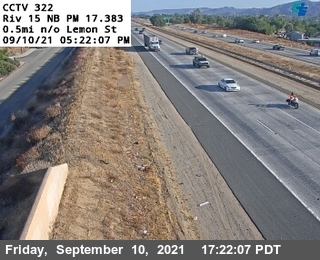 CCTV 322
Riv 15 NB PM 17.383
0.5mi n/o Lemon St
09/10/21 05:22:07 PM
Friday, September 10, 2021 17:22:07 PDT